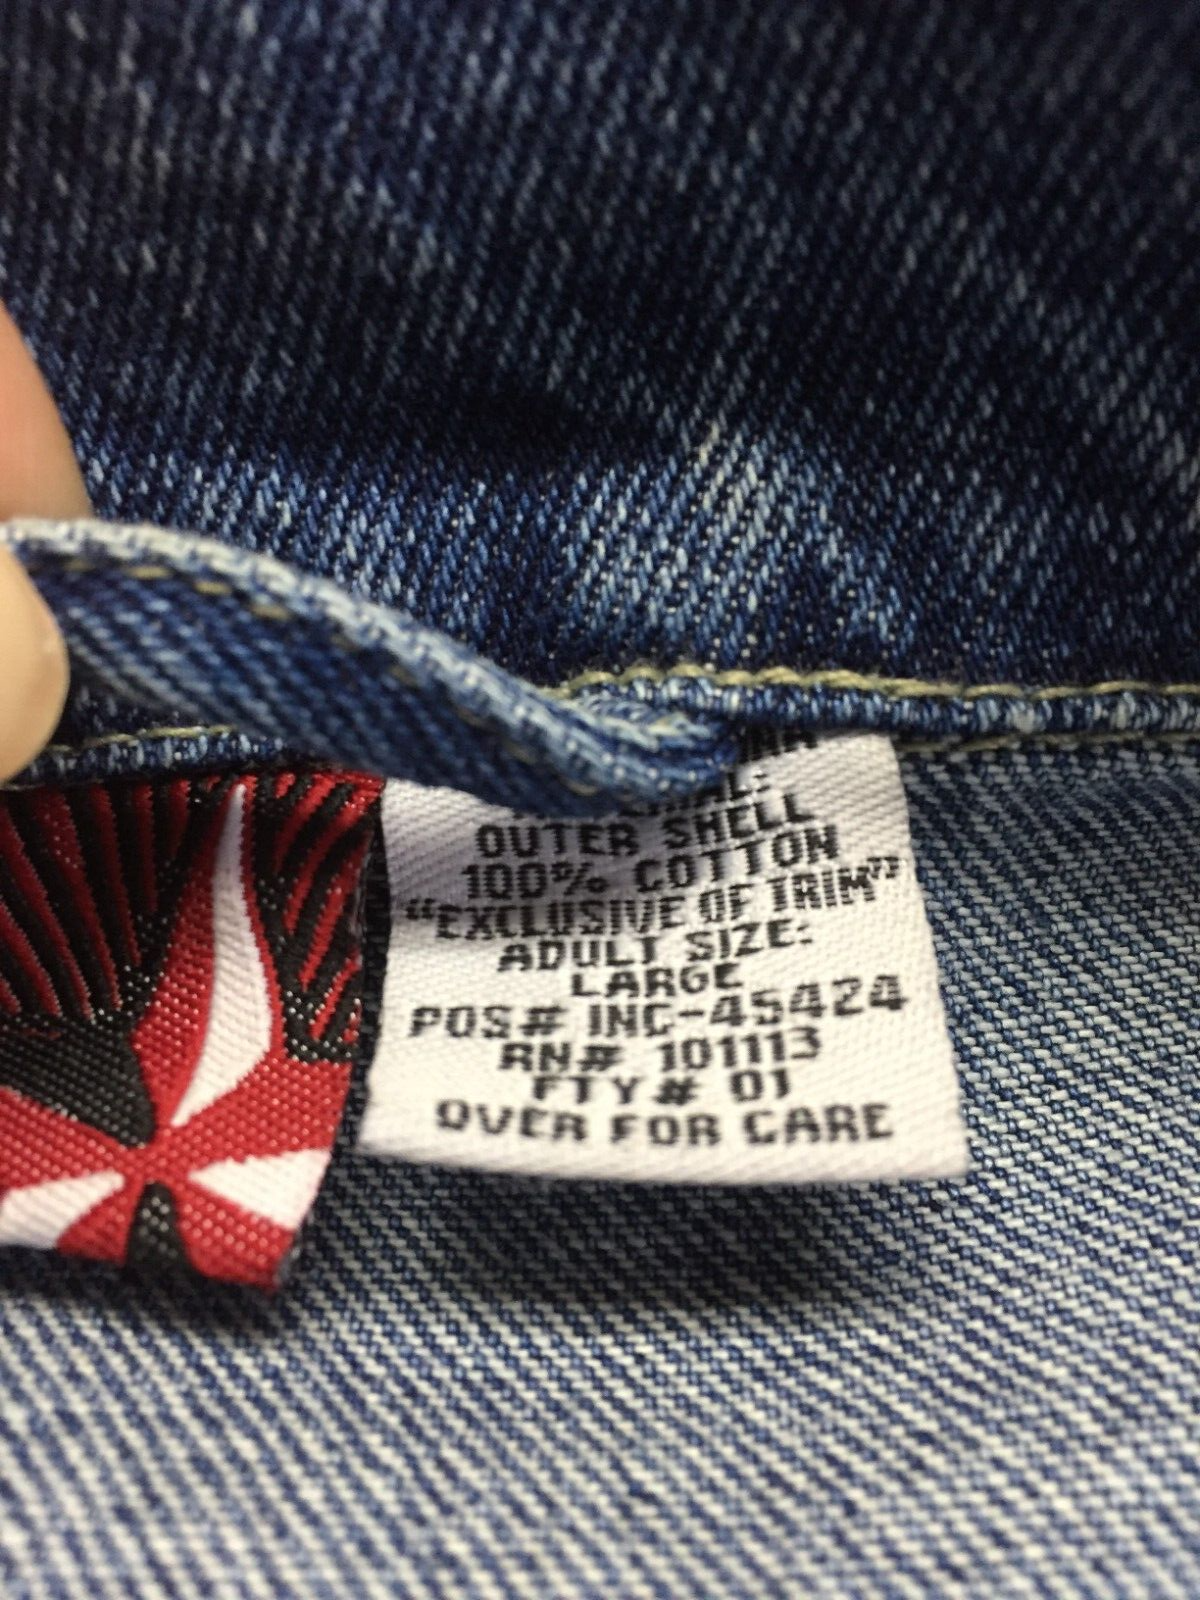 OUTER SHELL
100% COTTON
"EXCLUSIVE OF TRIM"
ADULT SIZE:
LARGE
POS# INC-45424
RN# 101113
FTY# 01
OVER FOR CARE